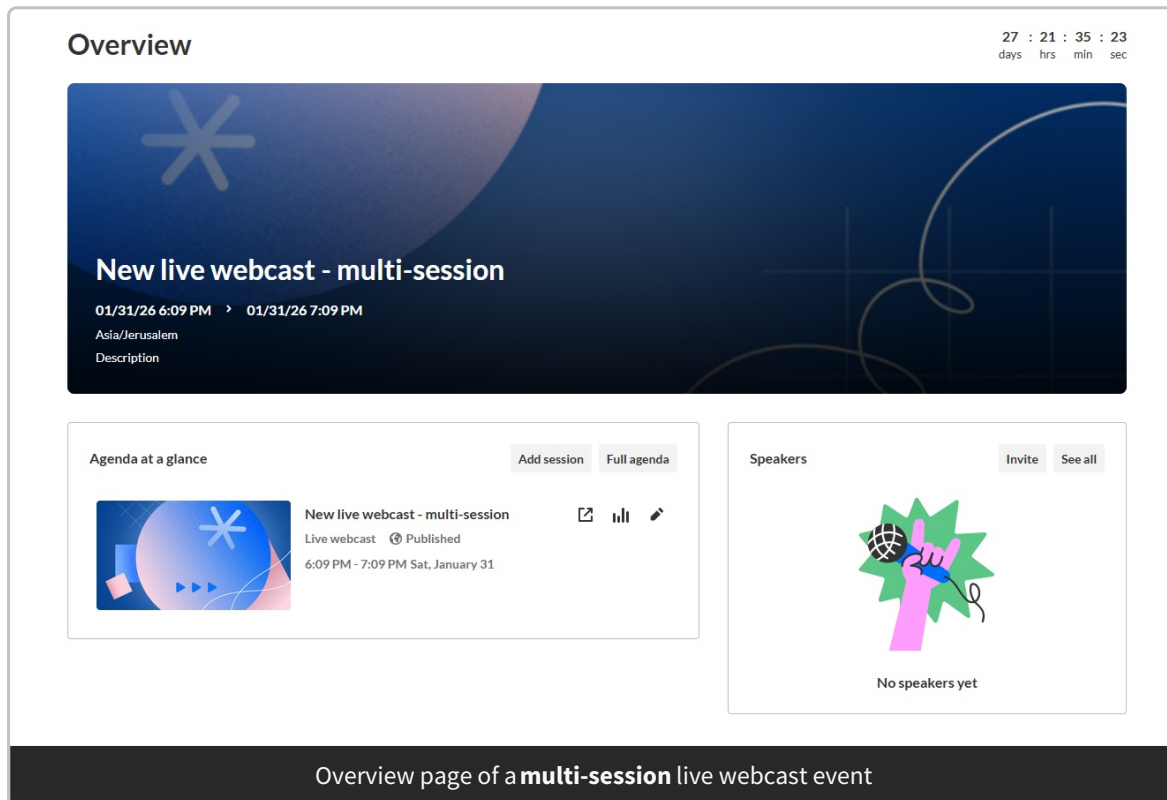 Overview
27 : 21 : 35 : 23
days hrs min sec
New live webcast - multi-session
01/31/26 6:09 PM > 01/31/26 7:09 PM
Asia/Jerusalem
Description
Agenda at a glance
Add session
Full agenda
New live webcast - multi-session
Live webcast Published
6:09 PM - 7:09 PM Sat, January 31
Speakers
Invite
See all
No speakers yet
Overview page of a multi-session live webcast event